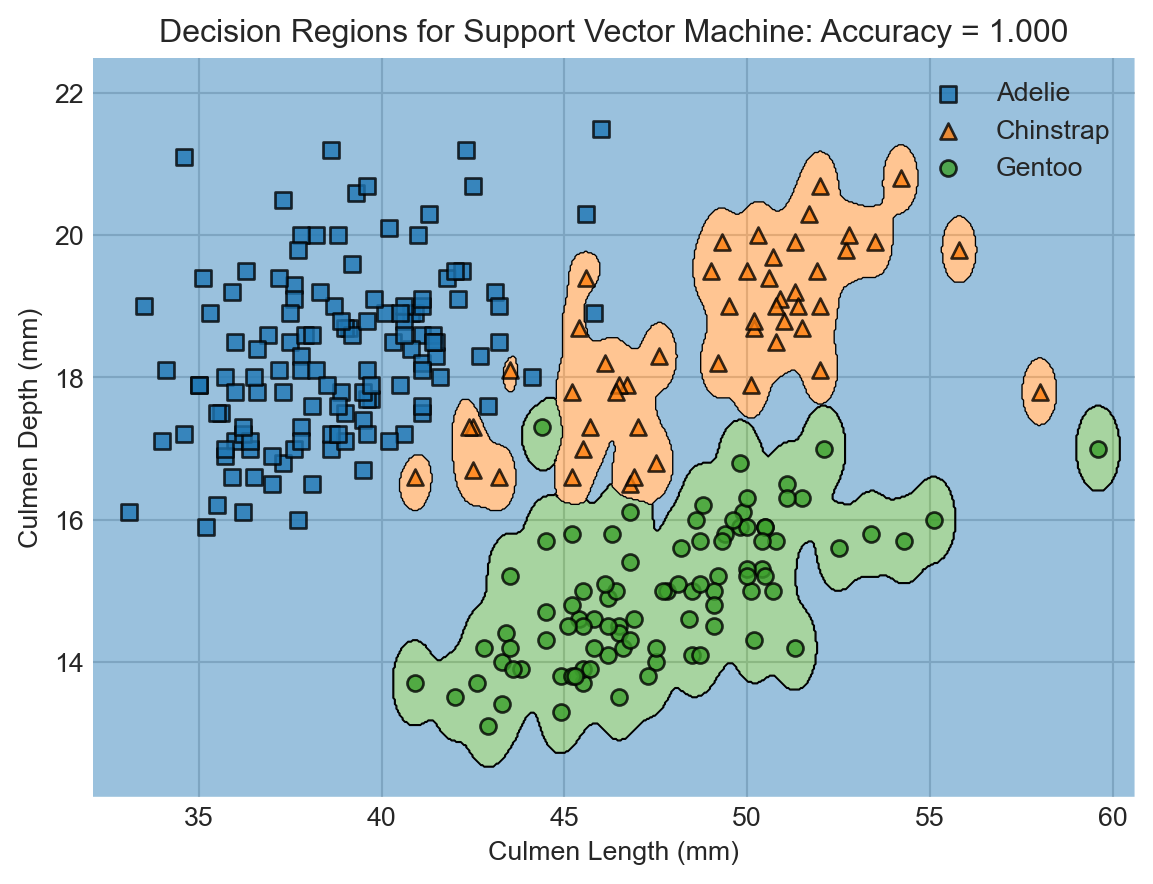 Decision Regions for Support Vector Machine: Accuracy = 1.000
Adelie
Chinstrap
Gentoo
22
20
18
16
14
Culmen Depth (mm)
35 40 45 50 55 60
Culmen Length (mm)